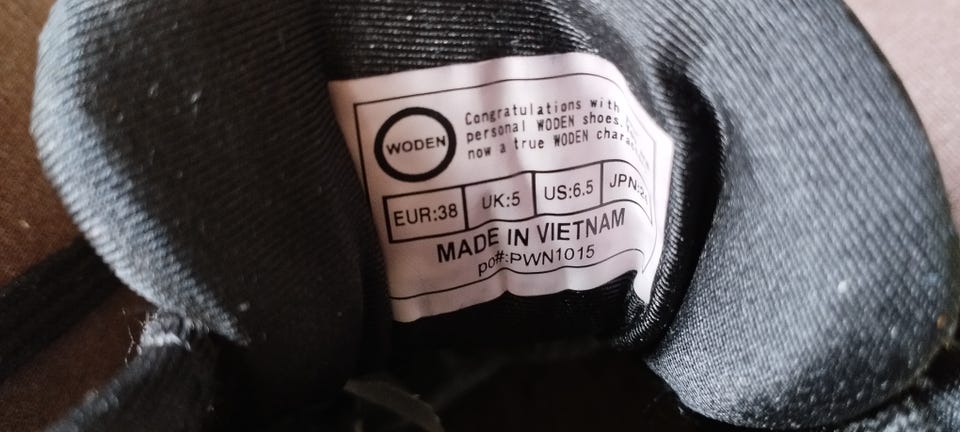 WODEN
Congratulations with
personal WODEN shoes.
now a true WODEN
EUR:38 UK:5 US:6.5 JPN:
MADE IN VIETNAM
po#:PWN1015